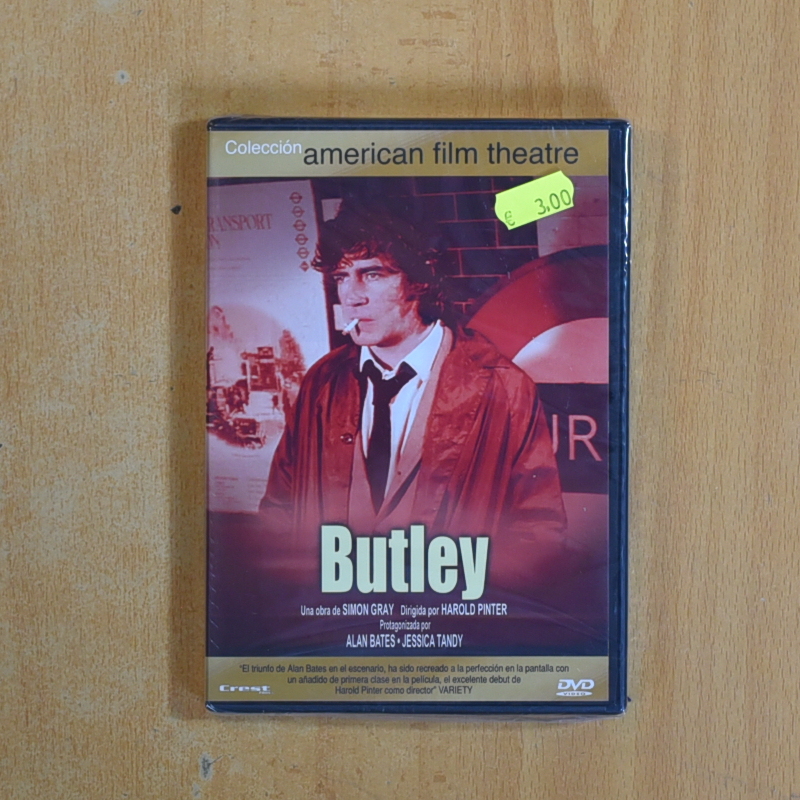 Colección american film theatre
€ 3.00
RANSPORT
UR
Butley
Una obra de SIMON GRAY Dirigida por HAROLD PINTER
Protagonizada por
ALAN BATES • JESSICA TANDY
"El triunfo de Alan Bates en el escenario, ha sido recreado a la perfección en la pantalla con
un añadido de primera clase en la película, el excelente debut de
Harold Pinter como director" VARIETY
Crest
DVD
VIDEO